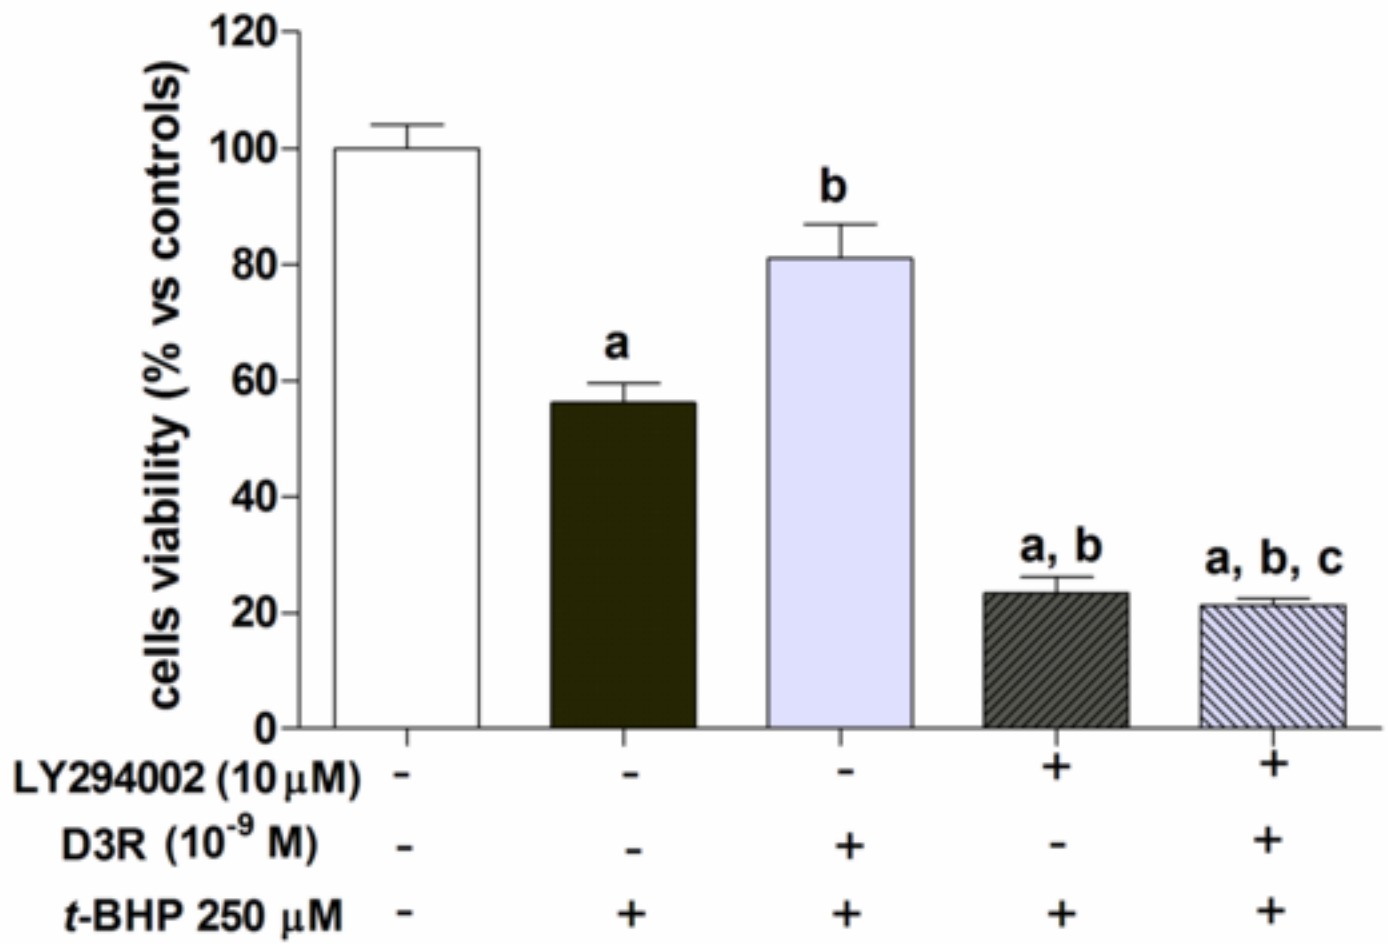 cells viability (% vs controls)
120
100
80
60
40
20
0
a
b
a, b
a, b, c
LY294002 (10 μM) - - - + +
D3R (10⁻⁹ M) - - + - +
t-BHP 250 μM - + + + +